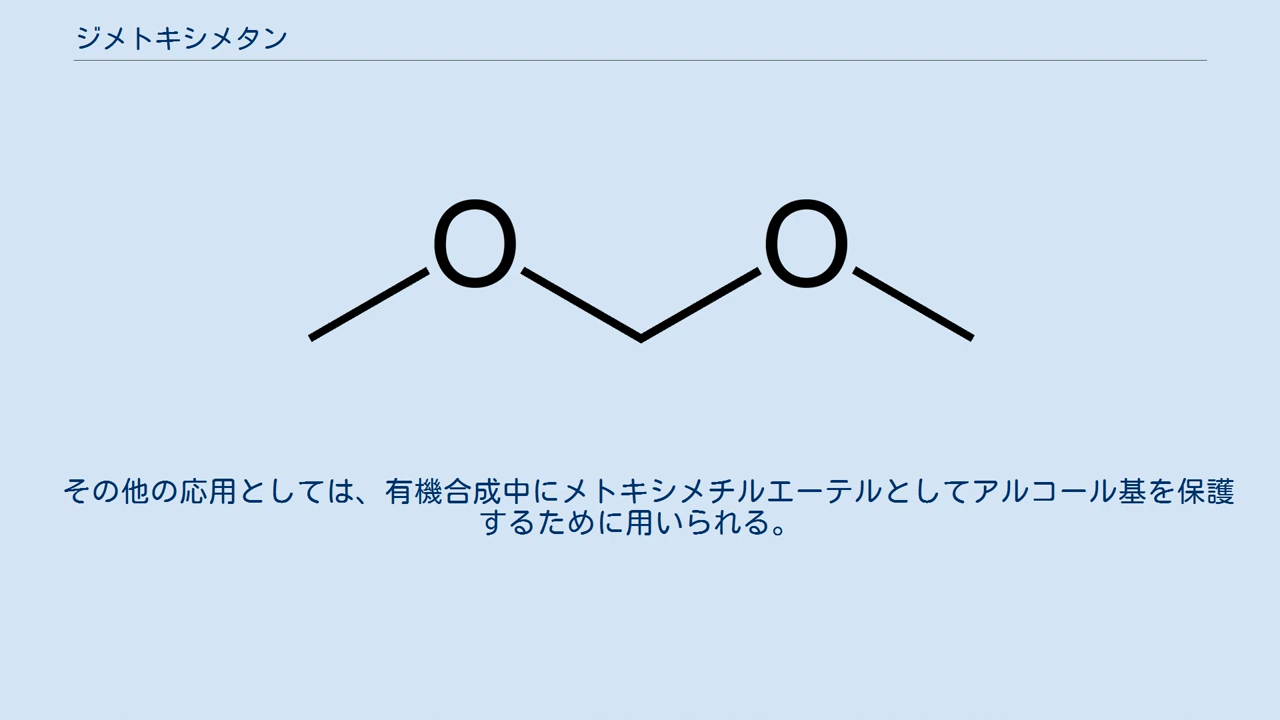 ジメトキシメタン
O
O
その他の応用としては、有機合成中にメトキシメチルエーテルとしてアルコール基を保護
するために用いられる。